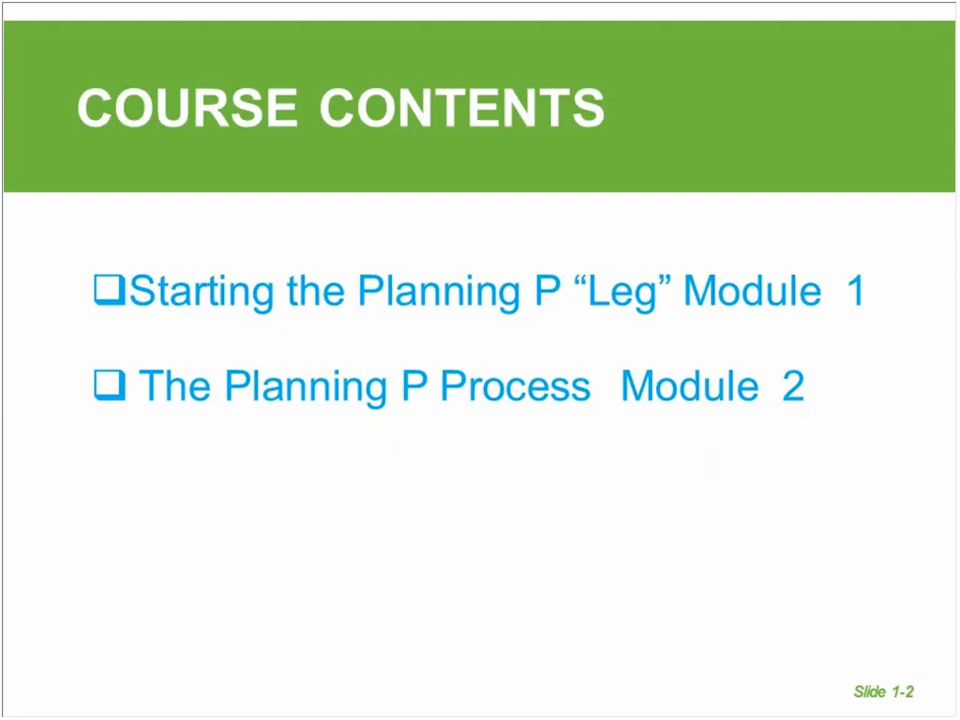 COURSE CONTENTS
❑Starting the Planning P “Leg” Module 1
❑ The Planning P Process Module 2
Slide 1-2